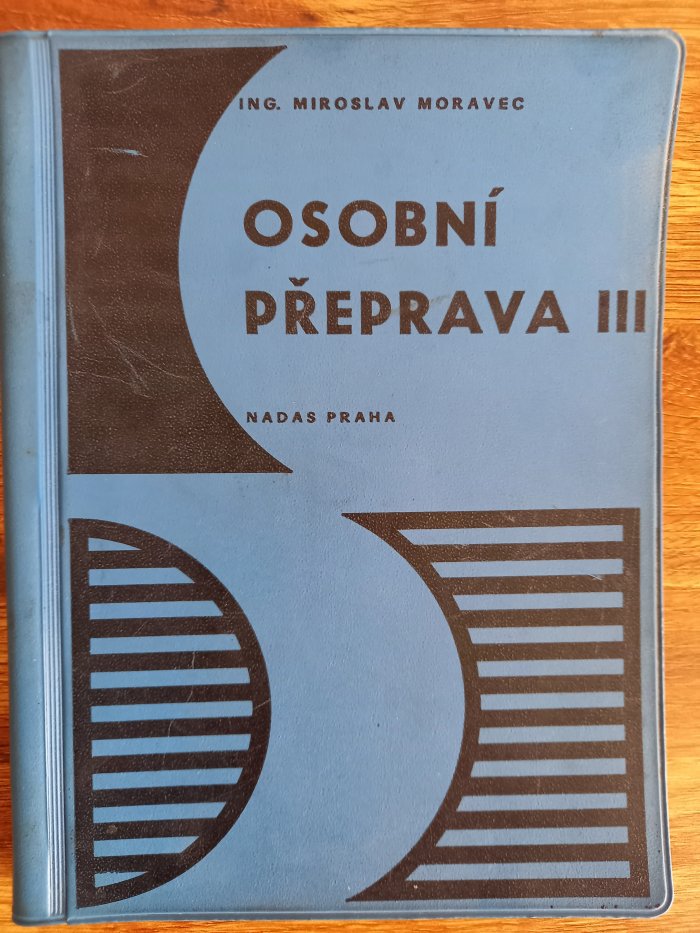 ING. MIROSLAV MORAVEC
OSOBNÍ
PŘEPRAVA III
NADAS PRAHA